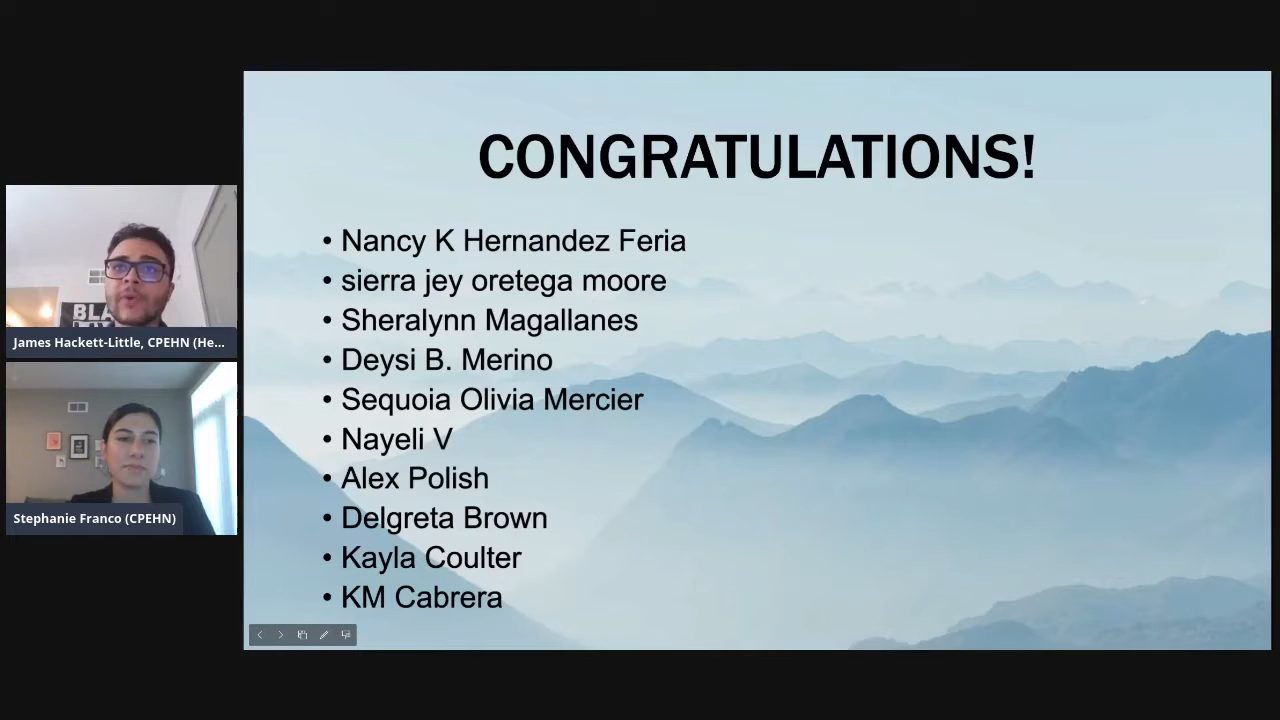 CONGRATULATIONS!
• Nancy K Hernandez Feria
• sierra jey oretega moore
• Sheralynn Magallanes
• Deysi B. Merino
• Sequoia Olivia Mercier
• Nayeli V
• Alex Polish
• Delgreta Brown
• Kayla Coulter
• KM Cabrera
BLA
James Hackett-Little, CPEHN (He...
Stephanie Franco (CPEHN)